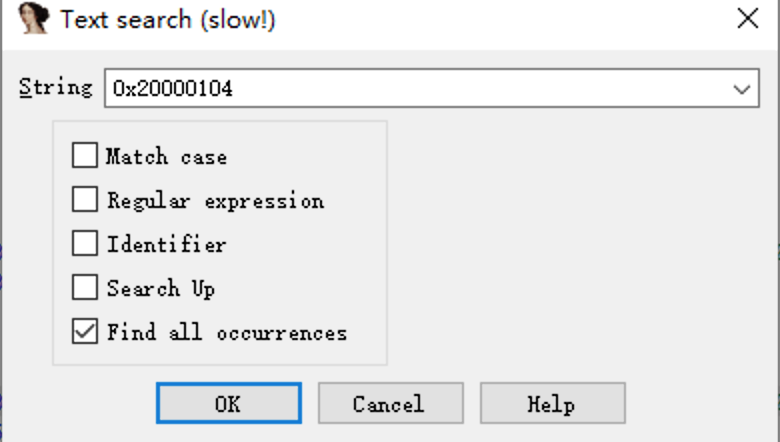 Text search (slow!)
String 0x20000104
Match case
Regular expression
Identifier
Search Up
Find all occurrences
OK Cancel Help